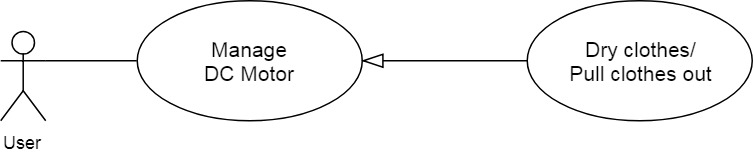 Manage
DC Motor
Dry clothes/
Pull clothes out
User